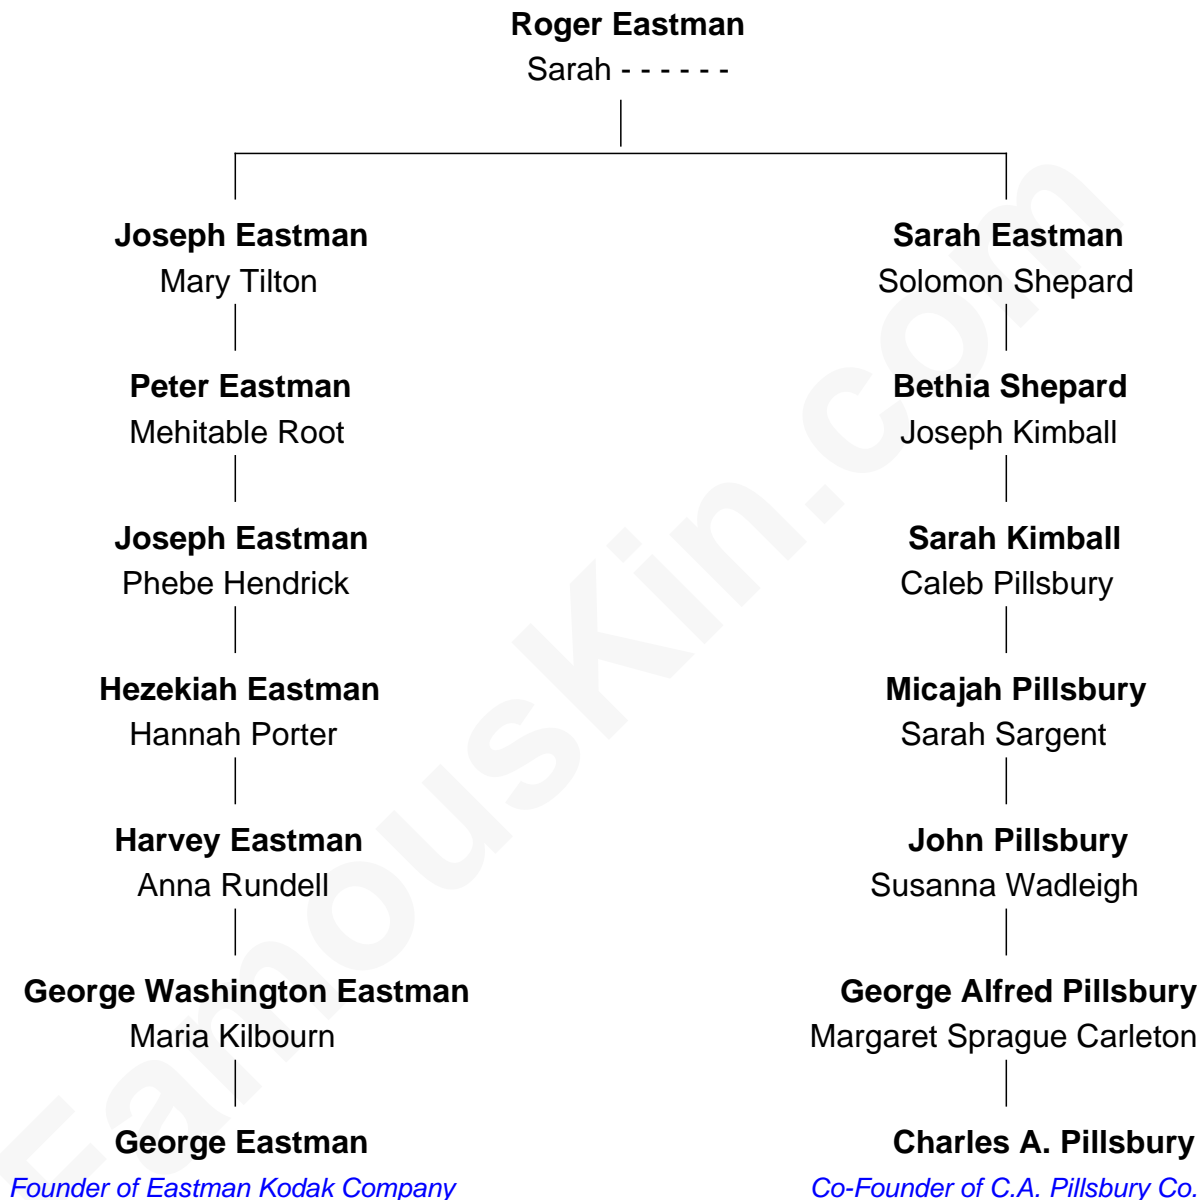 Roger Eastman
Sarah - - - - - -
Joseph Eastman
Mary Tilton
Sarah Eastman
Solomon Shepard
Peter Eastman
Mehitable Root
Bethia Shepard
Joseph Kimball
Joseph Eastman
Phebe Hendrick
Sarah Kimball
Caleb Pillsbury
Hezekiah Eastman
Hannah Porter
Micajah Pillsbury
Sarah Sargent
Harvey Eastman
Anna Rundell
John Pillsbury
Susanna Wadleigh
George Washington Eastman
Maria Kilbourn
George Alfred Pillsbury
Margaret Sprague Carleton
George Eastman
Founder of Eastman Kodak Company
Charles A. Pillsbury
Co-Founder of C.A. Pillsbury Co.
FamousKin.com